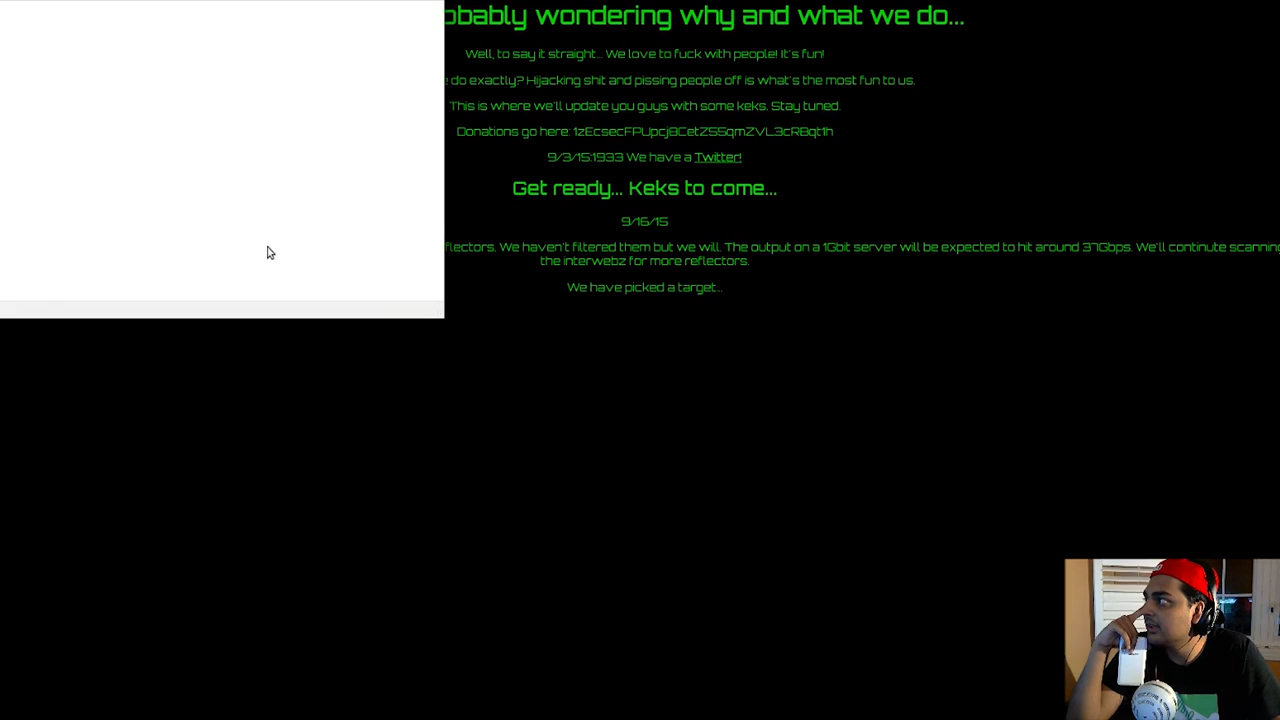 obably wondering why and what we do...
Well, to say it straight... We love to fuck with people! It's fun!
do exactly? Hijacking shit and pissing people off is what's the most fun to us.
This is where we'll update you guys with some keks. Stay tuned.
Donations go here: 1zEcsecFPUpcj8CetZ5SqmZVL3cRBqt1h
9/3/15:1933 We have a Twitter!
Get ready... Keks to come...
9/16/15
flectors. We haven't filtered them but we will. The output on a 1Gbit server will be expected to hit around 37Gbps. We'll continute scanning
the interwebz for more reflectors.
We have picked a target...